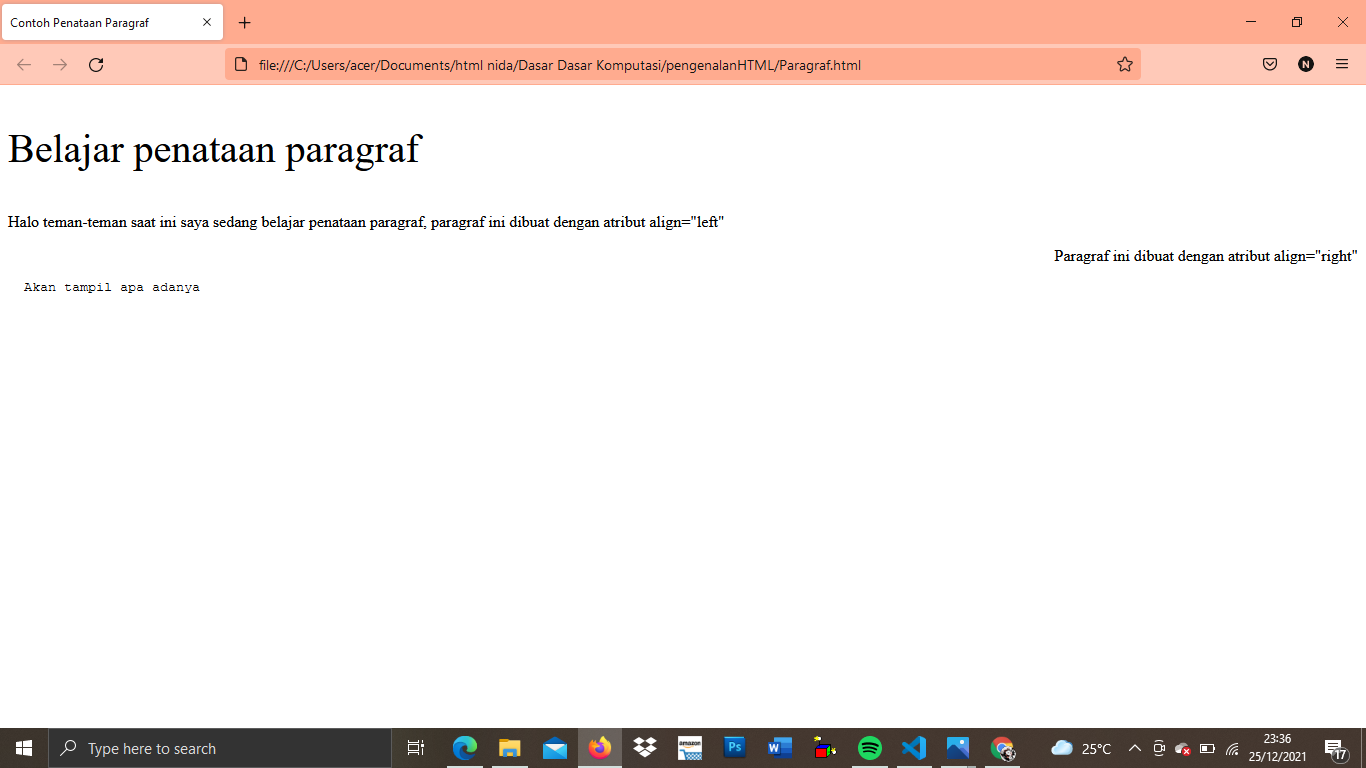 Contoh Penataan Paragraf
file:///C:/Users/acer/Documents/html nida/Dasar Dasar Komputasi/pengenalanHTML/Paragraf.html
N
Belajar penataan paragraf
Halo teman-teman saat ini saya sedang belajar penataan paragraf, paragraf ini dibuat dengan atribut align="left"
Paragraf ini dibuat dengan atribut align="right"
Akan tampil apa adanya
Type here to search
amazon
Ps
W
25°C
23:36
25/12/2021
17